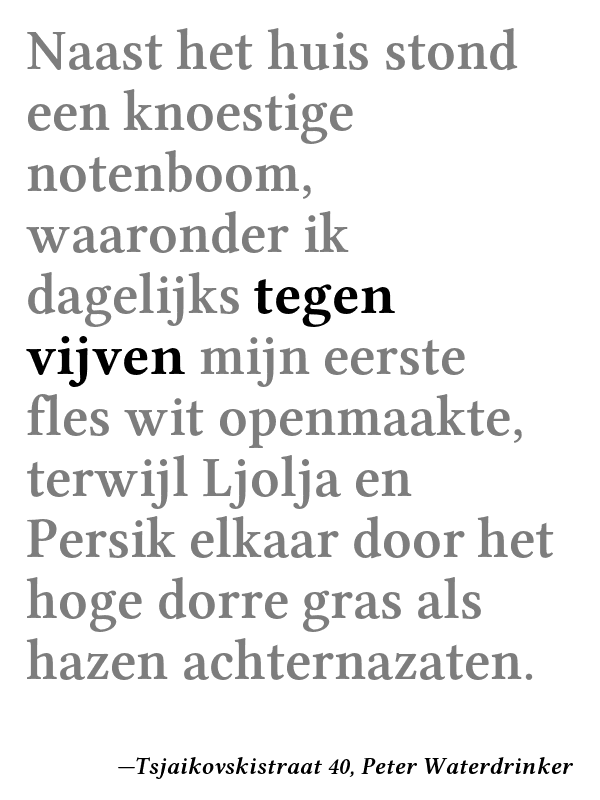 Naast het huis stond
een knoestige
notenboom,
waaronder ik
dagelijks tegen
vijven mijn eerste
fles wit openmaakte,
terwijl Ljolja en
Persik elkaar door het
hoge dorre gras als
hazen achternazaten.
—Tsjaikovskistraat 40, Peter Waterdrinker